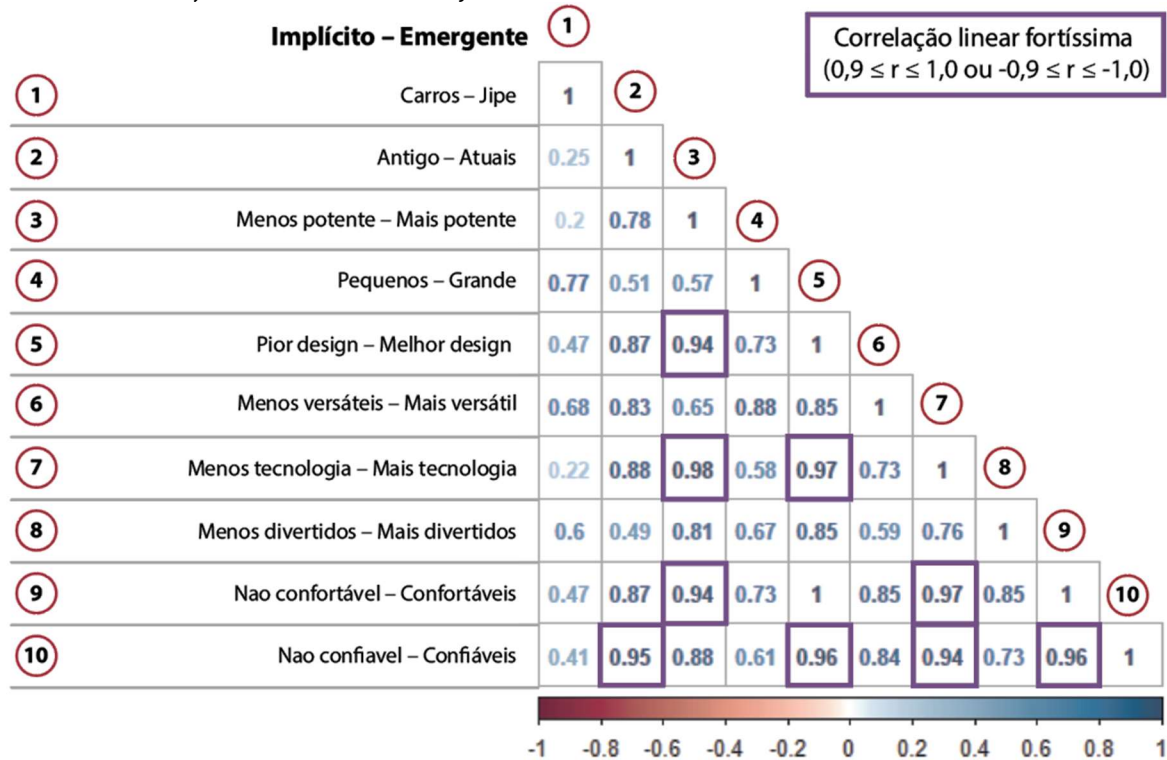 Implícito – Emergente 1
Correlação linear fortíssima
(0,9 ≤ r ≤ 1,0 ou -0,9 ≤ r ≤ -1,0)
1 Carros – Jipe 1 2
2 Antigo – Atuais 0.25 1 3
3 Menos potente – Mais potente 0.2 0.78 1 4
4 Pequenos – Grande 0.77 0.51 0.57 1 5
5 Pior design – Melhor design 0.47 0.87 0.94 0.73 1 6
6 Menos versáteis – Mais versátil 0.68 0.83 0.65 0.88 0.85 1 7
7 Menos tecnologia – Mais tecnologia 0.22 0.88 0.98 0.58 0.97 0.73 1 8
8 Menos divertidos – Mais divertidos 0.6 0.49 0.81 0.67 0.85 0.59 0.76 1 9
9 Nao confortável – Confortáveis 0.47 0.87 0.94 0.73 1 0.85 0.97 0.85 1 10
10 Nao confiavel – Confiáveis 0.41 0.95 0.88 0.61 0.96 0.84 0.94 0.73 0.96 1
-1 -0.8 -0.6 -0.4 -0.2 0 0.2 0.4 0.6 0.8 1